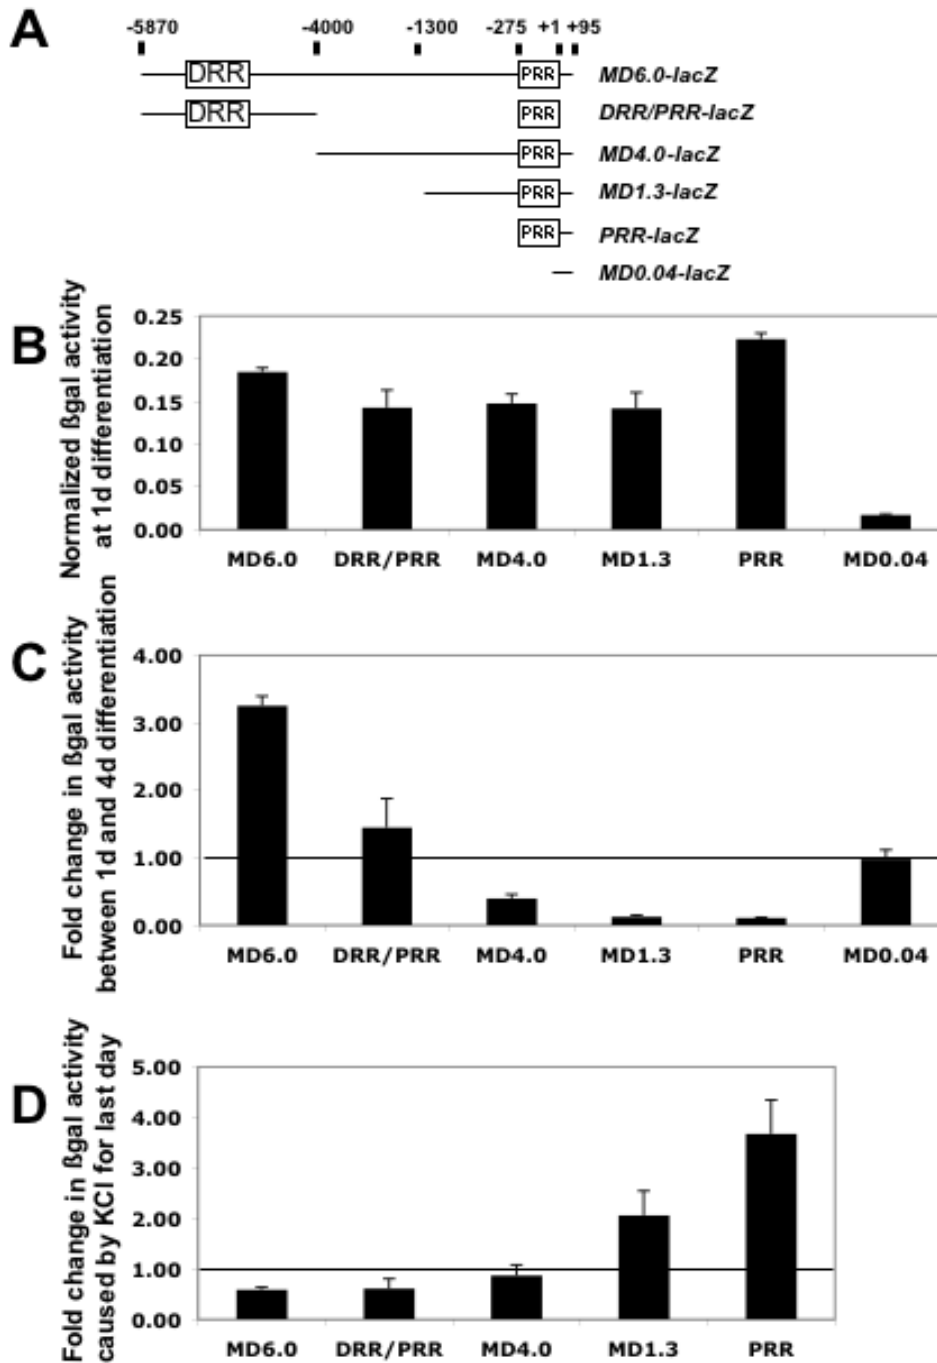 A
-5870 -4000 -1300 -275 +1 +95
DRR PRR MD6.0-lacZ
DRR PRR DRR/PRR-lacZ
PRR MD4.0-lacZ
PRR MD1.3-lacZ
PRR PRR-lacZ
MD0.04-lacZ
B
Normalized ßgal activity
at 1d differentiation
0.25
0.20
0.15
0.10
0.05
0.00
MD6.0 DRR/PRR MD4.0 MD1.3 PRR MD0.04
C
Fold change in ßgal activity
between 1d and 4d differentiation
4.00
3.00
2.00
1.00
0.00
MD6.0 DRR/PRR MD4.0 MD1.3 PRR MD0.04
D
Fold change in ßgal activity
caused by KCl for last day
5.00
4.00
3.00
2.00
1.00
0.00
MD6.0 DRR/PRR MD4.0 MD1.3 PRR